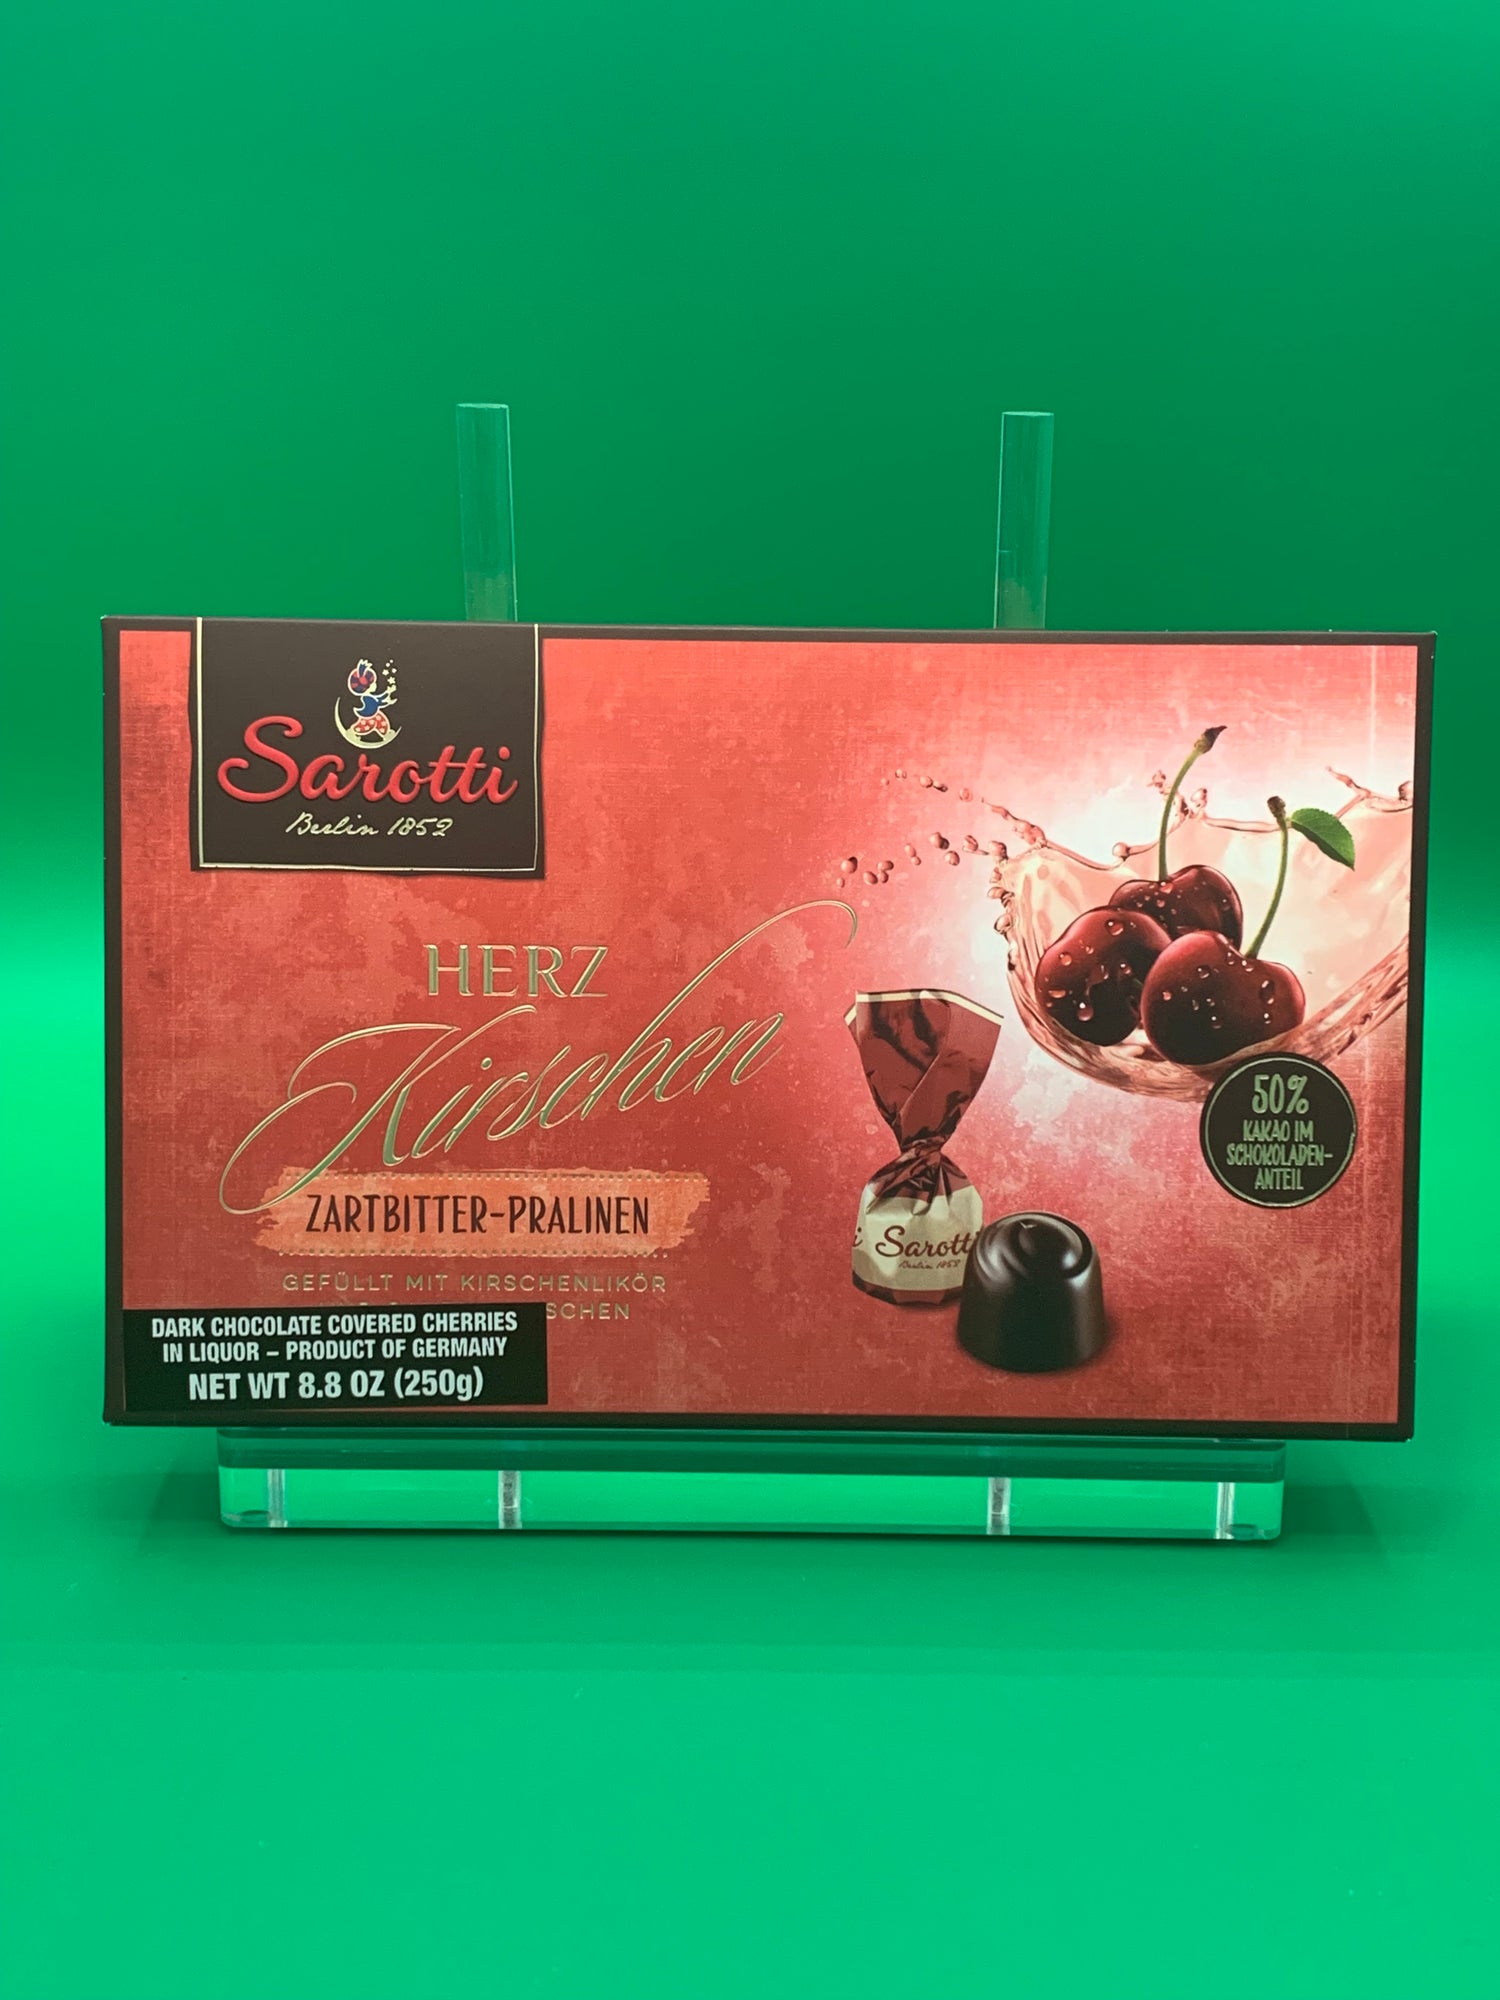 Sarotti
Berlin 1852
HERZ
Kirschen
ZARTBITTER-PRALINEN
GEFÜLLT MIT KIRSCHENLIKÖR
SCHEN
DARK CHOCOLATE COVERED CHERRIES
IN LIQUOR – PRODUCT OF GERMANY
NET WT 8.8 OZ (250g)
50%
KAKAO IM
SCHOKOLADEN-
ANTEIL
i Sarotti
Berlin 1852